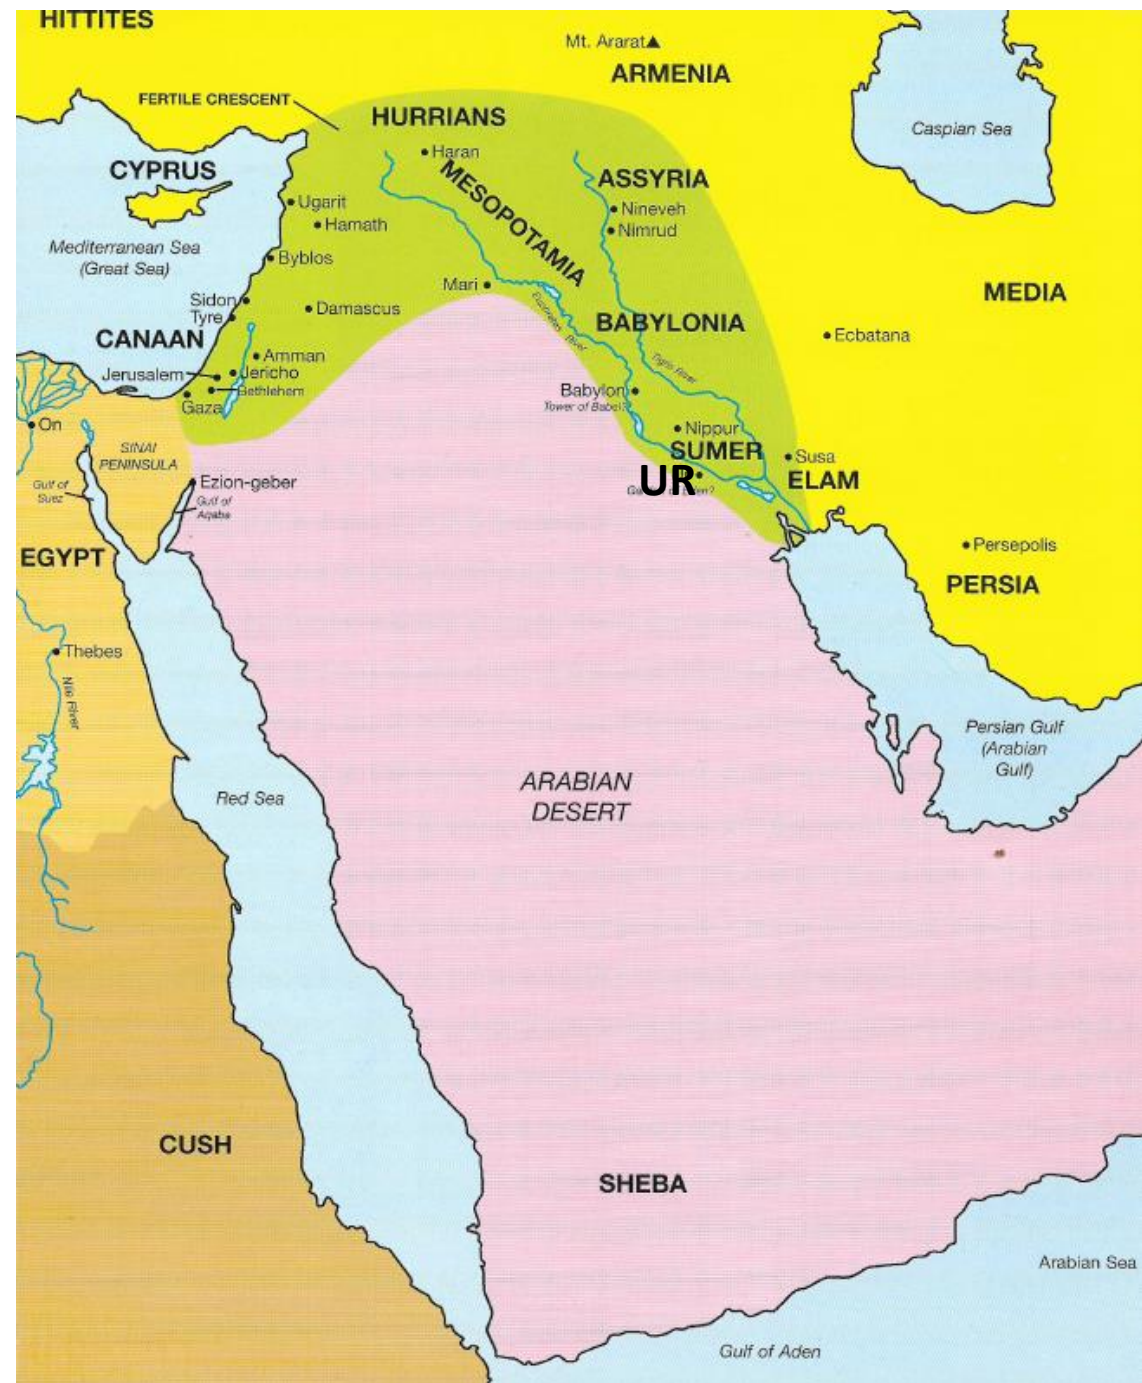 HITTITES
Mt. Ararat
ARMENIA
FERTILE CRESCENT
HURRIANS
Caspian Sea
Haran
CYPRUS
MESOPOTAMIA
ASSYRIA
Ugarit
Nineveh
Hamath
Nimrud
Mediterranean Sea
(Great Sea)
Byblos
Mari
MEDIA
Sidon
Damascus
Tyre
Euphrates River
BABYLONIA
CANAAN
Ecbatana
Amman
Jerusalem
Jericho
Tigris River
Bethlehem
Babylon
Tower of Babel?
Gaza
On
Nippur
SINAI
PENINSULA
SUMER
Susa
UR
ELAM
Gulf of
Suez
Ezion-geber
Gulf of
Aqaba
EGYPT
Persepolis
PERSIA
Thebes
Nile River
Persian Gulf
(Arabian
Gulf)
ARABIAN
DESERT
Red Sea
CUSH
SHEBA
Arabian Sea
Gulf of Aden